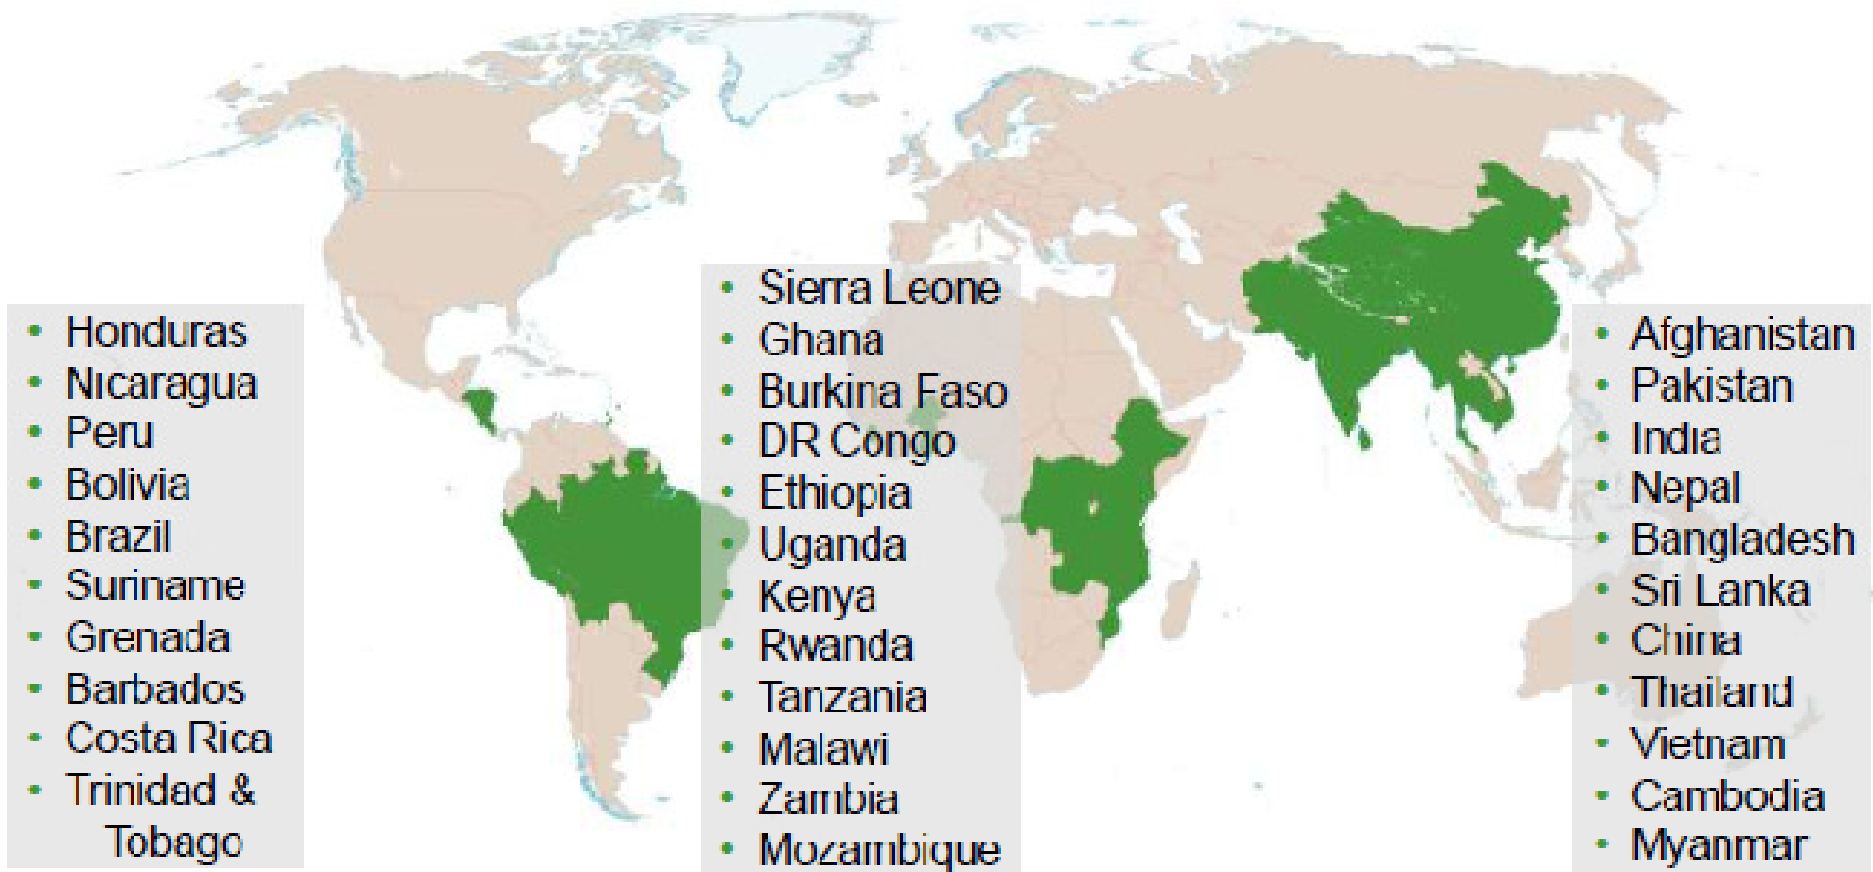 • Honduras
• Nicaragua
• Peru
• Bolivia
• Brazil
• Suriname
• Grenada
• Barbados
• Costa Rica
• Trinidad &
Tobago
• Sierra Leone
• Ghana
• Burkina Faso
• DR Congo
• Ethiopia
• Uganda
• Kenya
• Rwanda
• Tanzania
• Malawi
• Zambia
• Mozambique
• Afghanistan
• Pakistan
• India
• Nepal
• Bangladesh
• Sri Lanka
• China
• Thailand
• Vietnam
• Cambodia
• Myanmar